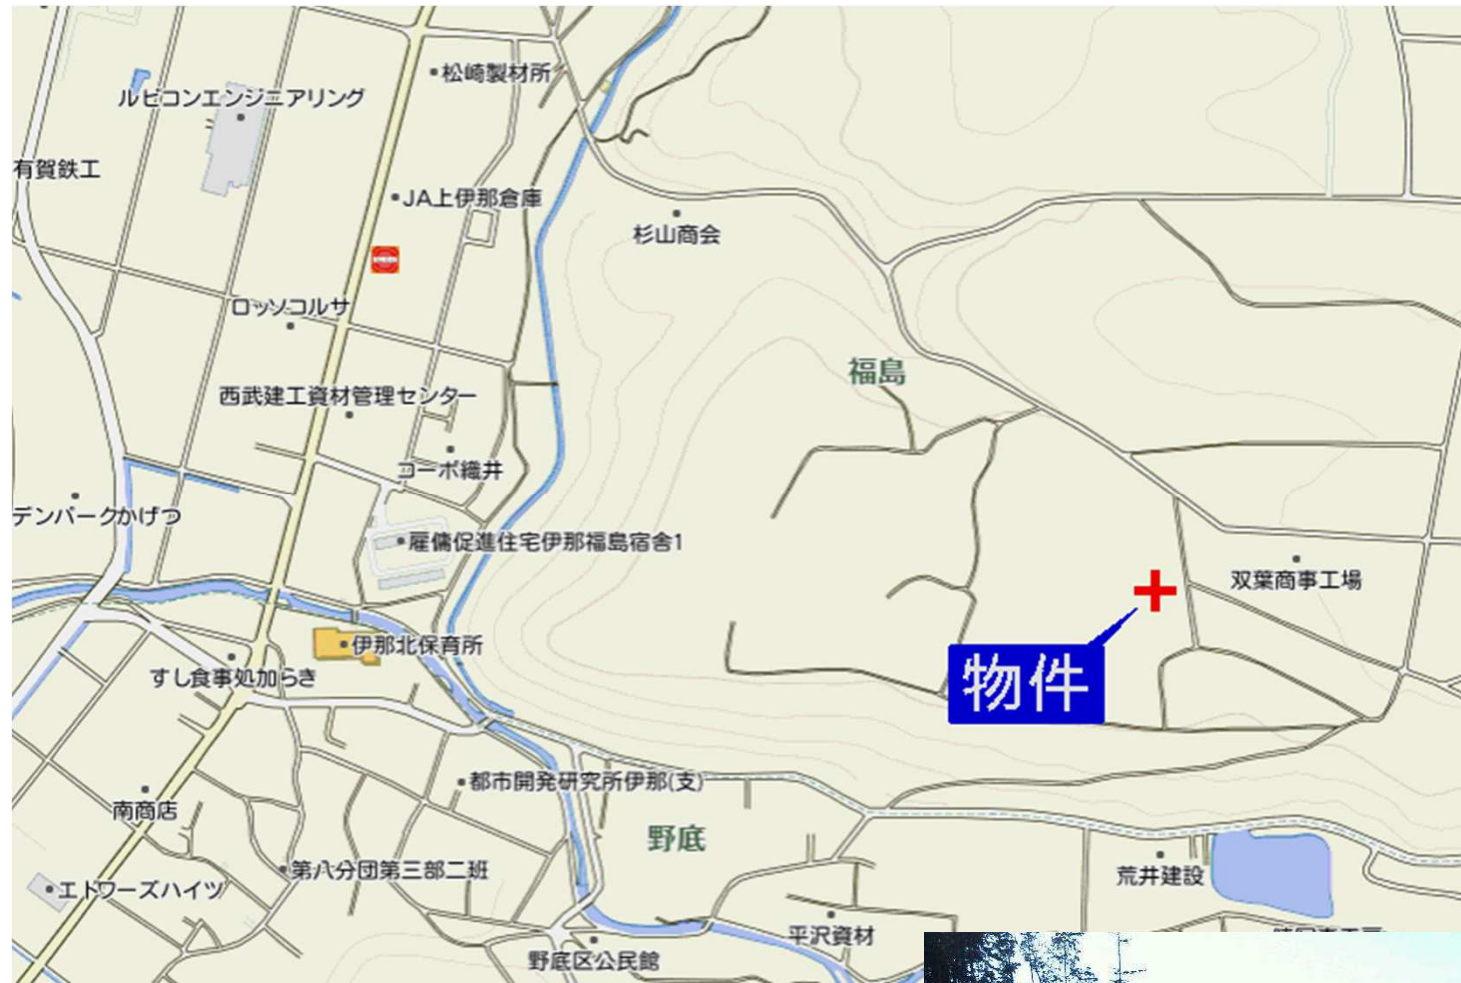 松崎製材所
ルビコンエンジニアリング
有賀鉄工
JA上伊那倉庫
杉山商会
ロッソコルサ
福島
西武建工資材管理センター
コーポ織井
デンパークかげつ
雇傭促進住宅伊那福島宿舎1
双葉商事工場
伊那北保育所
すし食事処加らき
物件
都市開発研究所伊那(支)
南商店
野底
第八分団第三部二班
荒井建設
エドワーズハイツ
平沢資材
野底区公民館